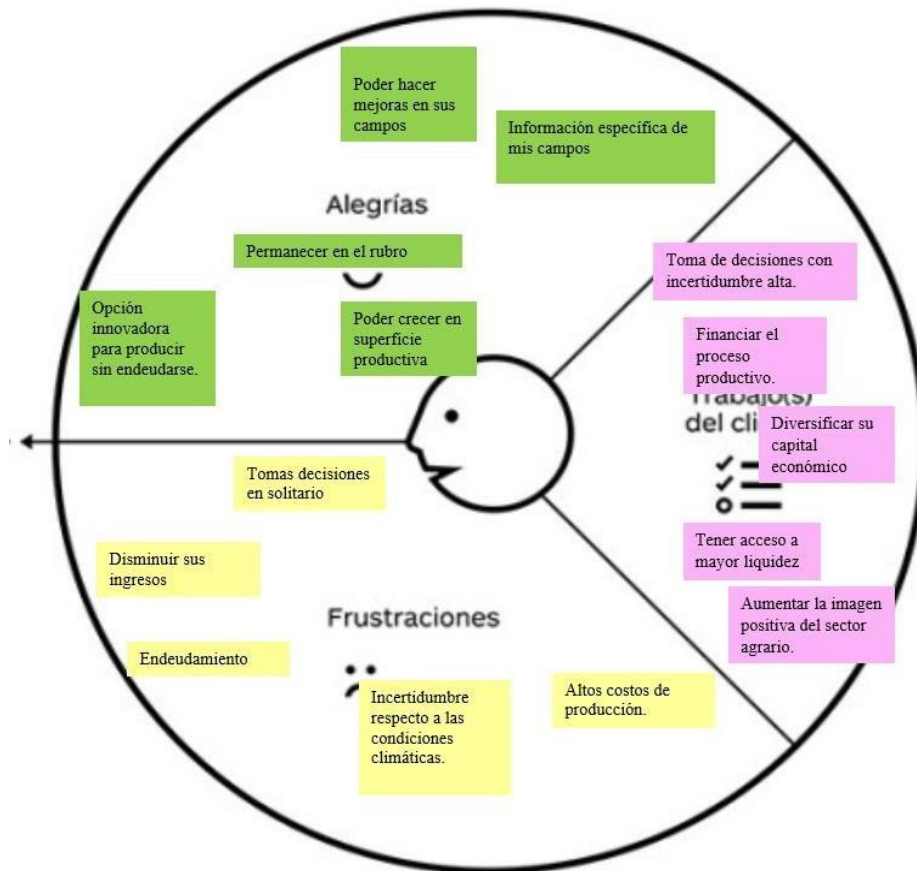 Poder hacer
mejoras en sus
campos
Información específica de
mis campos
Alegrías
Permanecer en el rubro
Opción
innovadora
para producir
sin endeudarse.
Poder crecer en
superficie
productiva
Toma de decisiones con
incertidumbre alta.
Financiar el
proceso
productivo.
Trabajo(s)
del
Diversificar su
capital
económico
Tener acceso a
mayor liquidez
Aumentar la imagen
positiva del sector
agrario.
Tomas decisiones
en solitario
Disminuir sus
ingresos
Endeudamiento
Frustraciones
Incertidumbre
respecto a las
condiciones
climáticas.
Altos costos de
producción.